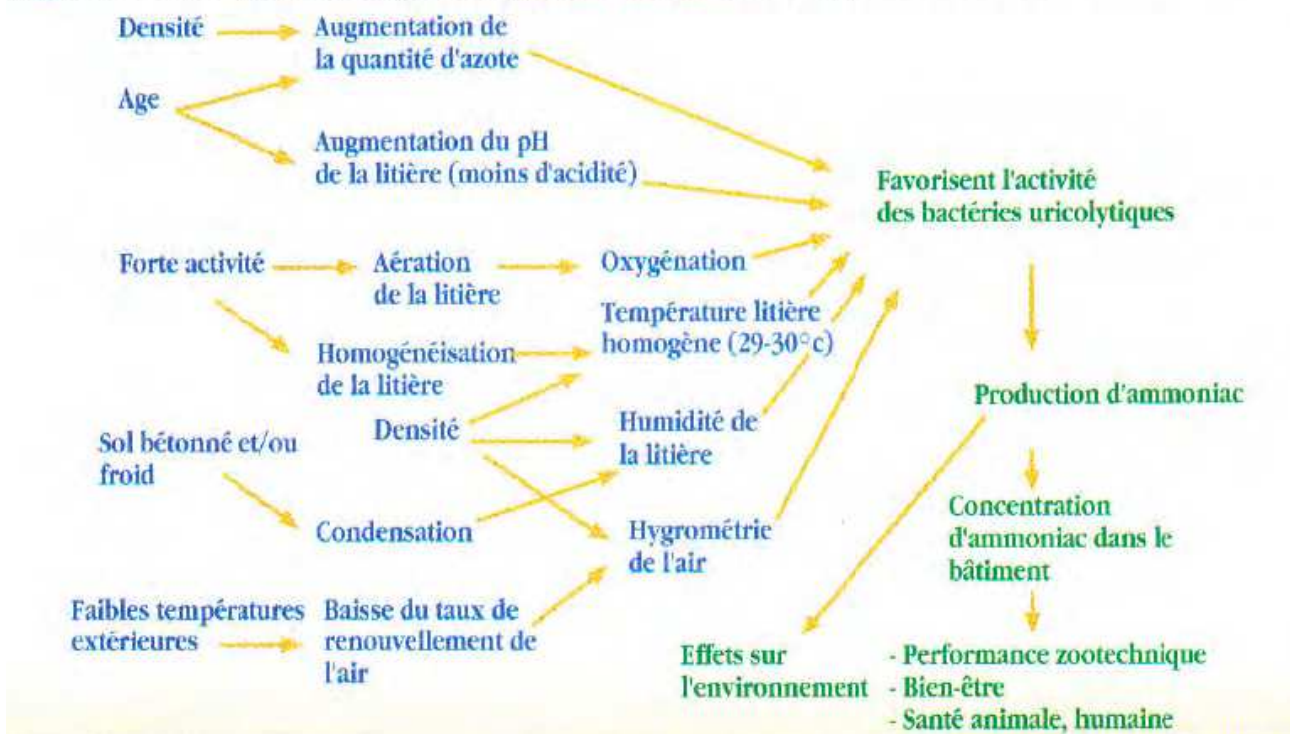 Densité
Augmentation de
la quantité d'azote
Age
Augmentation du pH
de la litière (moins d'acidité)
Favorisent l'activité
des bactéries uricolytiques
Forte activité
Aération
de la litière
Oxygénation
Température litière
homogène (29-30°c)
Homogénéisation
de la litière
Production d'ammoniac
Densité
Humidité de
la litière
Sol bétonné et/ou
froid
Condensation
Hygrométrie
de l'air
Concentration
d'ammoniac dans le
bâtiment
Faibles températures
extérieures
Baisse du taux de
renouvellement de
l'air
Effets sur
l'environnement
- Performance zootechnique
- Bien-être
- Santé animale, humaine